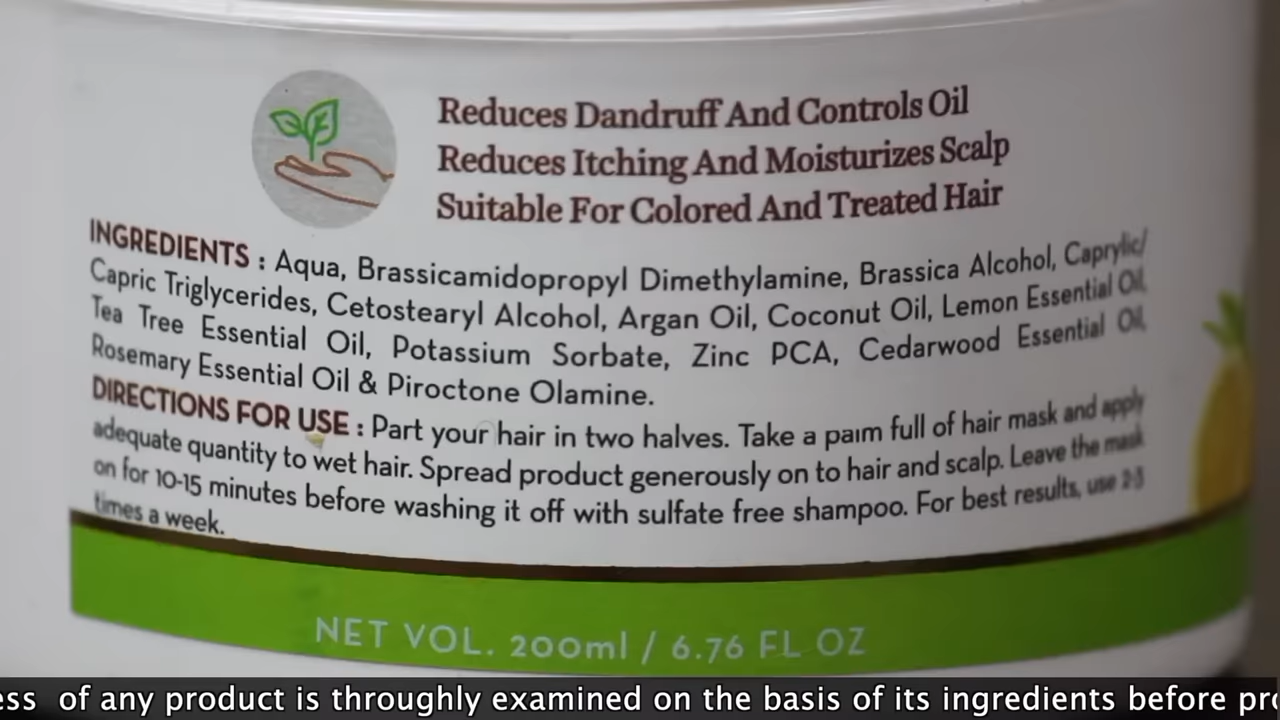 Reduces Dandruff And Controls Oil
Reduces Itching And Moisturizes Scalp
Suitable For Colored And Treated Hair
INGREDIENTS : Aqua, Brassicamidopropyl Dimethylamine, Brassica Alcohol, Caprylic/
Capric Triglycerides, Cetostearyl Alcohol, Argan Oil, Coconut Oil, Lemon Essential Oil,
Tea Tree Essential Oil, Potassium Sorbate, Zinc PCA, Cedarwood Essential Oil,
Rosemary Essential Oil & Piroctone Olamine.
DIRECTIONS FOR USE : Part your hair in two halves. Take a palm full of hair mask and apply
adequate quantity to wet hair. Spread product generously on to hair and scalp. Leave the mask
on for 10-15 minutes before washing it off with sulfate free shampoo. For best results, use 2-3
times a week.
NET VOL. 200ml / 6.76 FL OZ
ess of any product is throughly examined on the basis of its ingredients before pro